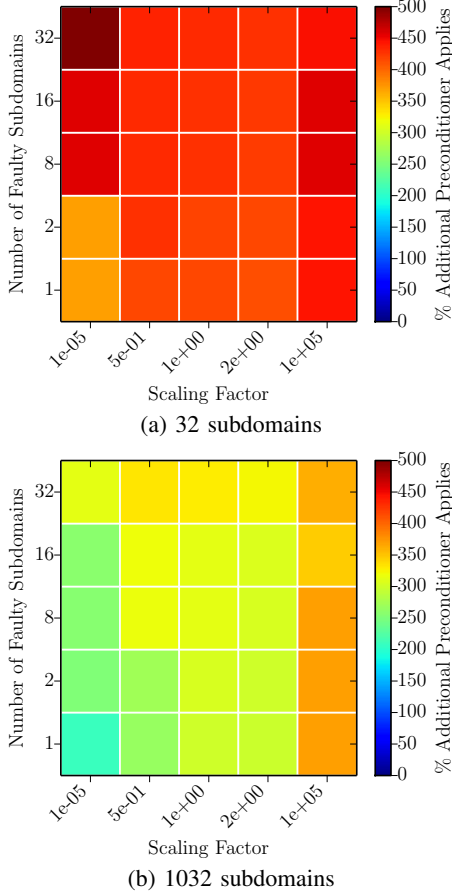 Number of Faulty Subdomains
32
16
8
2
1
1e-05
5e-01
1e+00
2e+00
1e+05
Scaling Factor
500
450
400
350
300
250
200
150
100
50
0
% Additional Preconditioner Applies
(a) 32 subdomains
Number of Faulty Subdomains
32
16
8
2
1
1e-05
5e-01
1e+00
2e+00
1e+05
Scaling Factor
500
450
400
350
300
250
200
150
100
50
0
% Additional Preconditioner Applies
(b) 1032 subdomains